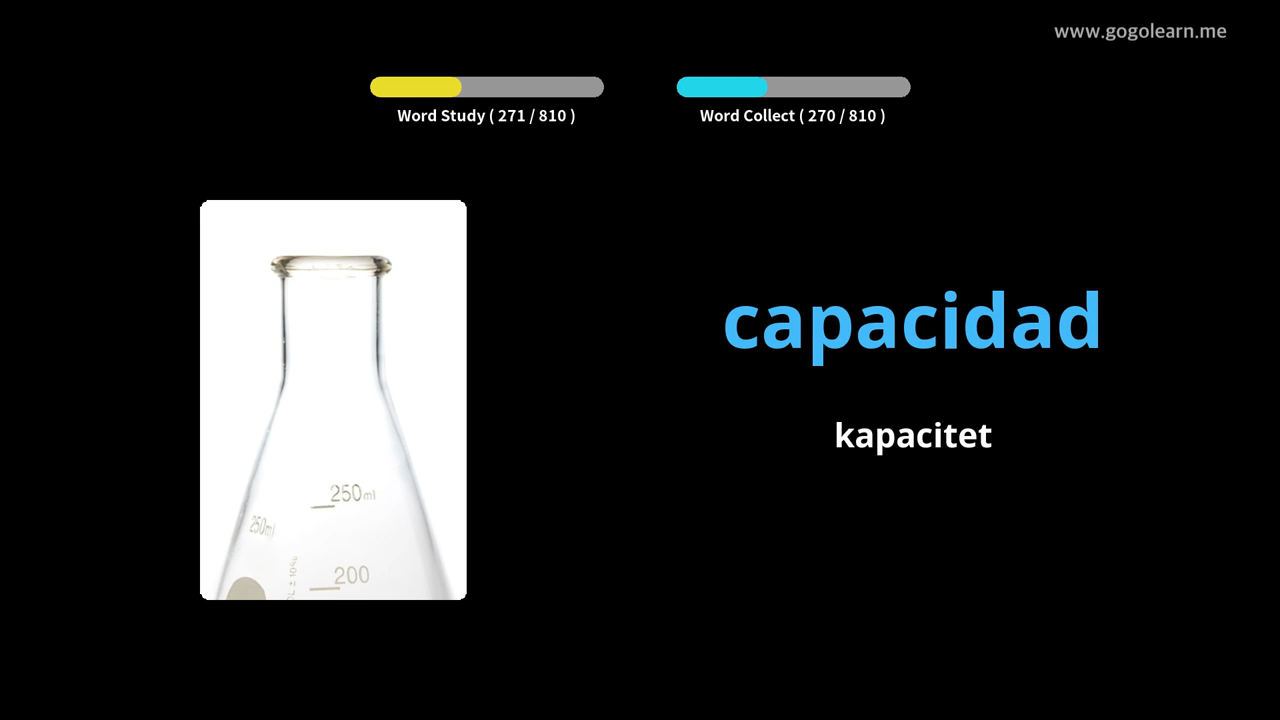 www.gogolearn.me
Word Study ( 271 / 810 )
Word Collect ( 270 / 810 )
capacidad
kapacitet
250ml
250ml
200